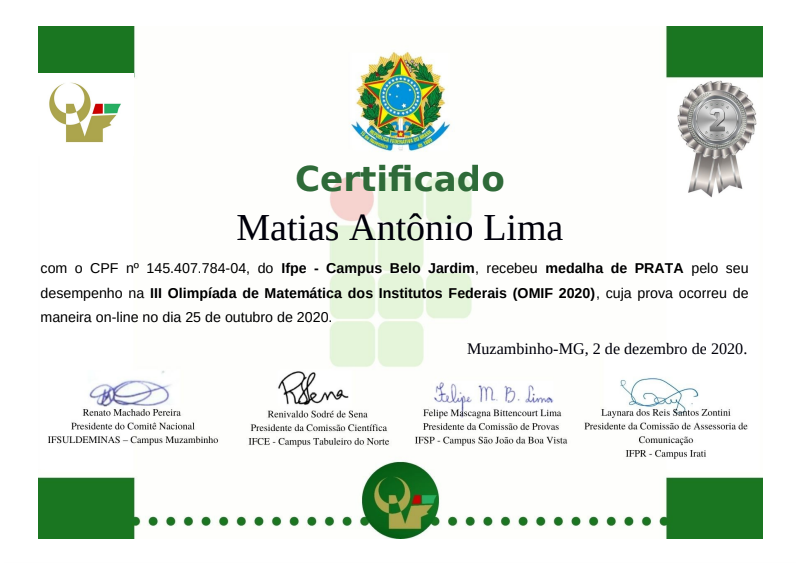 Certificado
Matias Antônio Lima
com o CPF nº 145.407.784-04, do Ifpe - Campus Belo Jardim, recebeu medalha de PRATA pelo seu
desempenho na III Olimpíada de Matemática dos Institutos Federais (OMIF 2020), cuja prova ocorreu de
maneira on-line no dia 25 de outubro de 2020.
Muzambinho-MG, 2 de dezembro de 2020.
Renato Machado Pereira
Presidente do Comitê Nacional
IFSULDEMINAS – Campus Muzambinho
Renivaldo Sodré de Sena
Presidente da Comissão Científica
IFCE - Campus Tabuleiro do Norte
Felipe M. B. Lima
Felipe Mascagna Bittencourt Lima
Presidente da Comissão de Provas
IFSP - Campus São João da Boa Vista
Laynara dos Reis Santos Zontini
Presidente da Comissão de Assessoria de
Comunicação
IFPR - Campus Irati
2